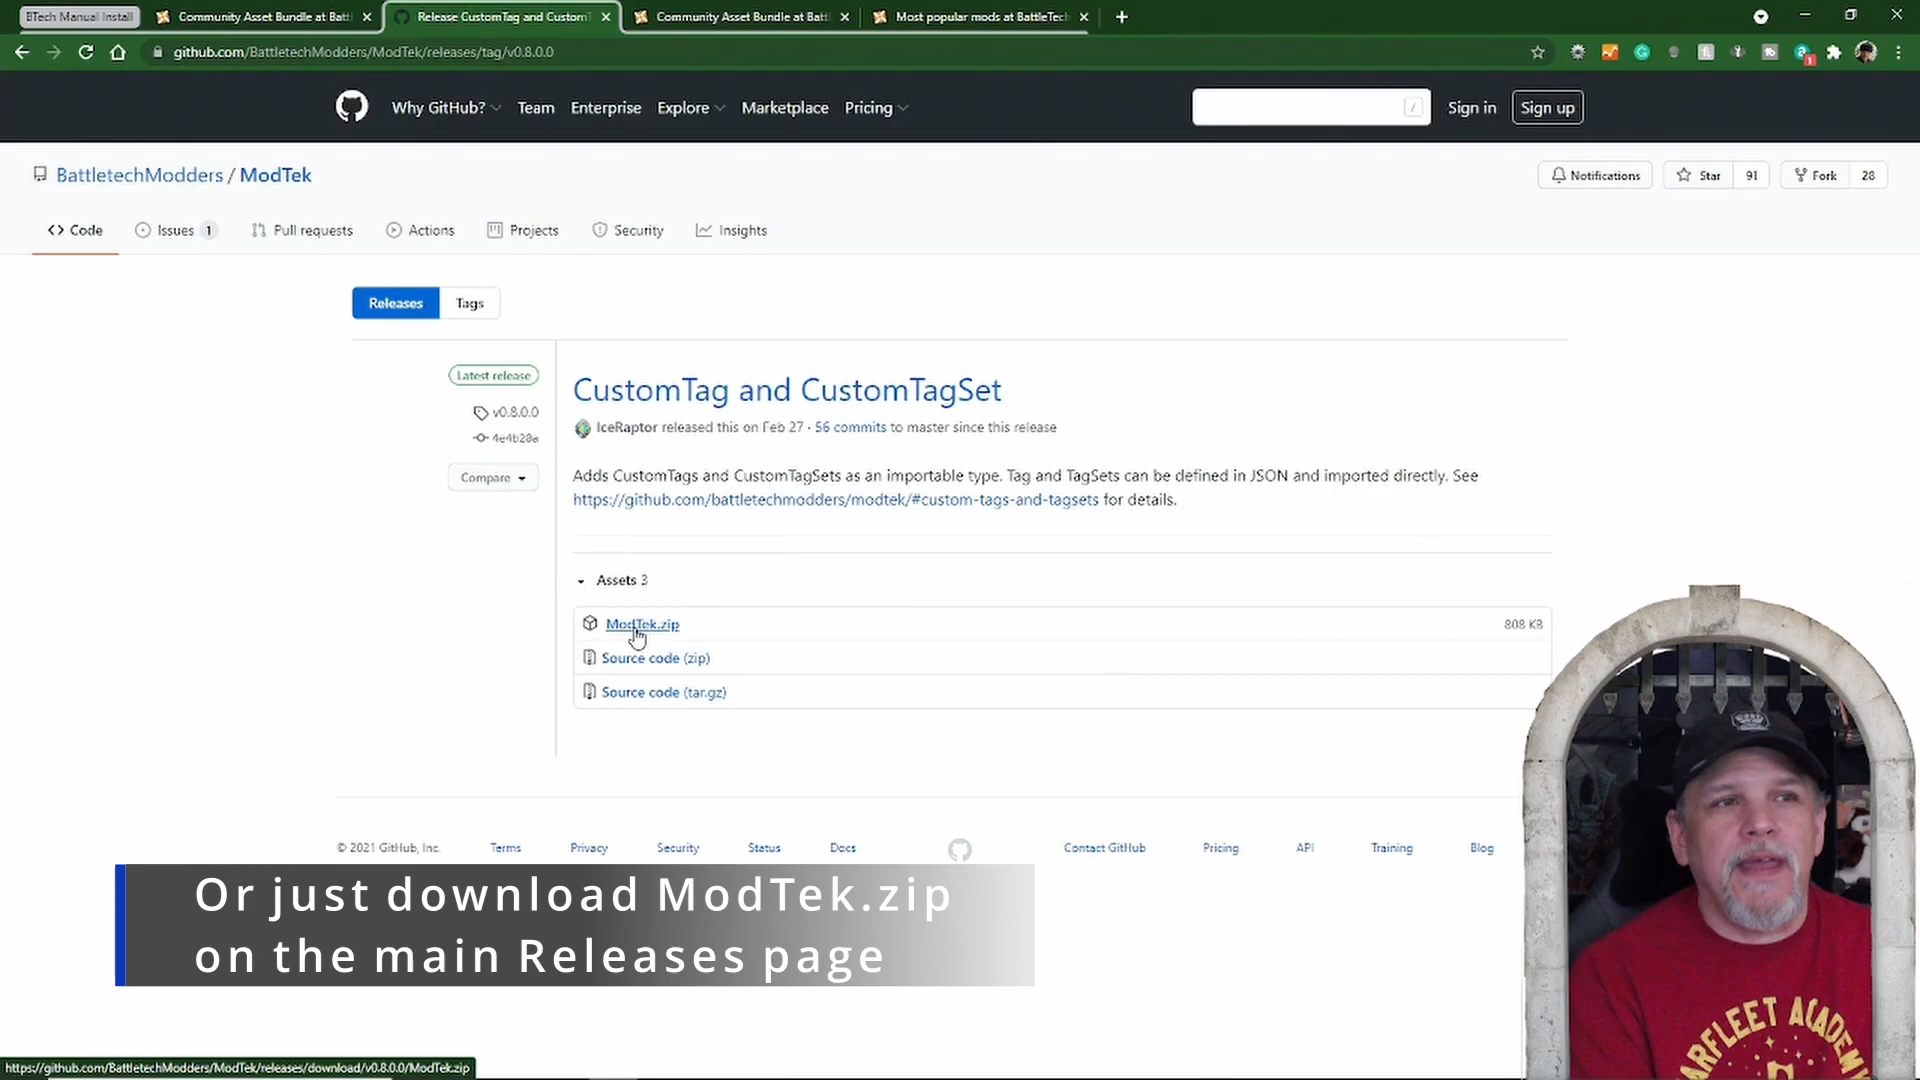 BTech Manual Install
Community Asset Bundle at Batt
Release CustomTag and Custom
Community Asset Bundle at Bat
Most popular mods at BattleTec
github.com/BattletechModders/ModTek/releases/tag/v0.8.0.0
1
Why GitHub? Team Enterprise Explore Marketplace Pricing
/
Sign in Sign up
BattletechModders / ModTek
Notifications Star 91 Fork 28
Code Issues 1 Pull requests Actions Projects Security Insights
Releases Tags
Latest release
v0.8.0.0
4e4b20a
Compare
CustomTag and CustomTagSet
IceRaptor released this on Feb 27 · 56 commits to master since this release
Adds CustomTags and CustomTagSets as an importable type. Tag and TagSets can be defined in JSON and imported directly. See
https://github.com/battletechmodders/modtek/#custom-tags-and-tagsets for details.
Assets 3
ModTek.zip 808 KB
Source code (zip)
Source code (tar.gz)
© 2021 GitHub, Inc. Terms Privacy Security Status Docs Contact GitHub Pricing API Training Blog
Or just download ModTek.zip
on the main Releases page
https://github.com/BattletechModders/ModTek/releases/download/v0.8.0.0/ModTek.zip
ARFLEET ACADEM